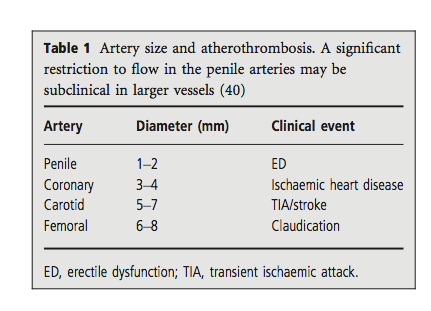 Table 1 Artery size and atherothrombosis. A significant
restriction to flow in the penile arteries may be
subclinical in larger vessels (40)
Artery Diameter (mm) Clinical event
Penile 1–2 ED
Coronary 3–4 Ischaemic heart disease
Carotid 5–7 TIA/stroke
Femoral 6–8 Claudication
ED, erectile dysfunction; TIA, transient ischaemic attack.